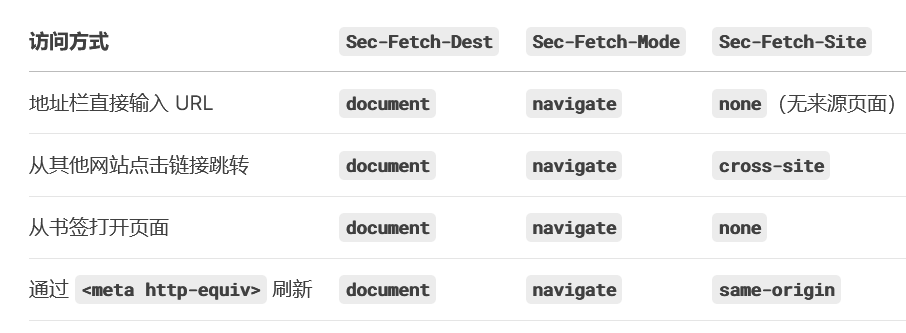 访问方式 Sec-Fetch-Dest Sec-Fetch-Mode Sec-Fetch-Site
地址栏直接输入 URL document navigate none（无来源页面）
从其他网站点击链接跳转 document navigate cross-site
从书签打开页面 document navigate none
通过 <meta http-equiv> 刷新 document navigate same-origin